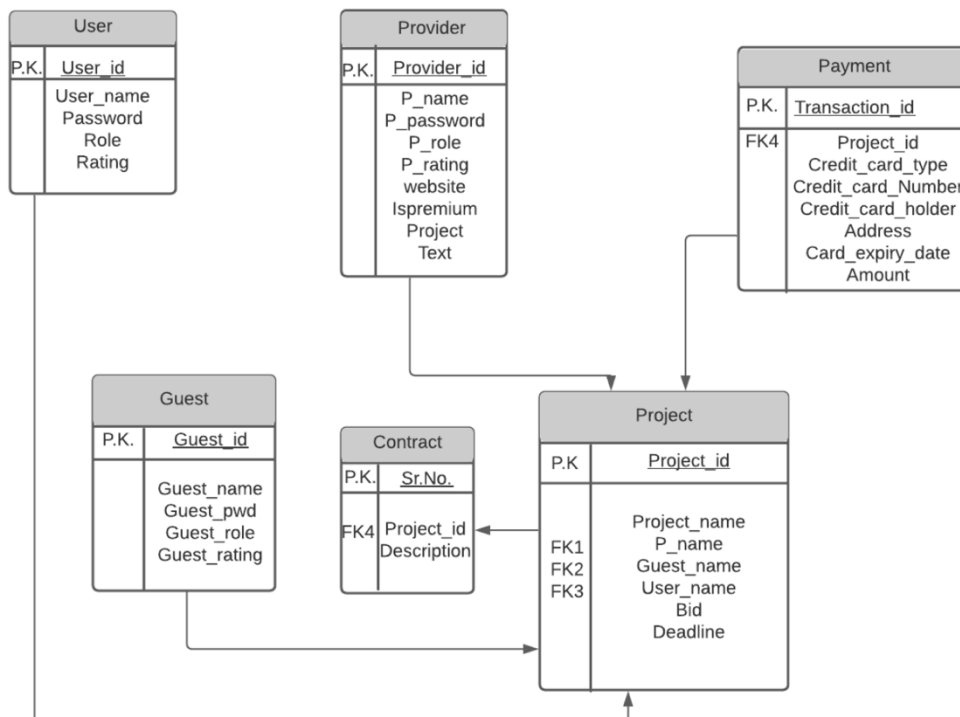 User
P.K. User_id
User_name
Password
Role
Rating
Provider
P.K. Provider_id
P_name
P_password
P_role
P_rating
website
Ispremium
Project
Text
Payment
P.K. Transaction_id
FK4 Project_id
Credit_card_type
Credit_card_Number
Credit_card_holder
Address
Card_expiry_date
Amount
Guest
P.K. Guest_id
Guest_name
Guest_pwd
Guest_role
Guest_rating
Contract
P.K. Sr.No.
FK4 Project_id
Description
Project
P.K Project_id
Project_name
FK1 P_name
FK2 Guest_name
FK3 User_name
Bid
Deadline